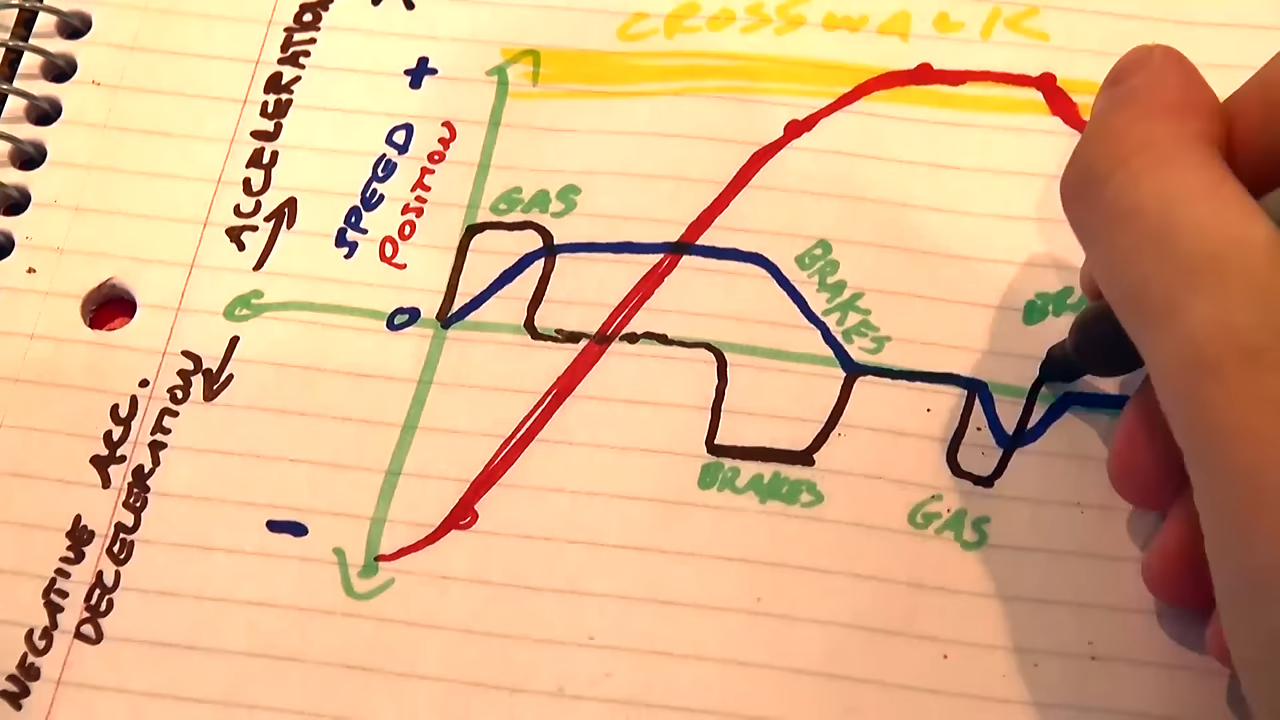 CROSSWALK
ACCELERATION
SPEED +
POSITION
GAS
BRAKES
0
BRAKES
GAS
-
NEGATIVE ACC.
DECELERATION